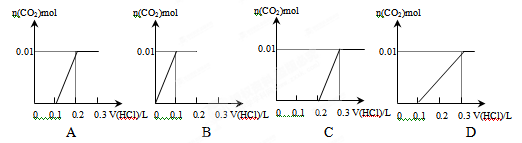 n(CO₂)mol
0.01
0 0.1 0.2 0.3 V(HCl)/L
A
n(CO₂)mol
0.01
0 0.1 0.2 0.3 V(HCl)/L
B
n(CO₂)mol
0.01
0 0.1 0.2 0.3 V(HCl)/L
C
n(CO₂)mol
0.01
0 0.1 0.2 0.3 V(HCl)/L
D